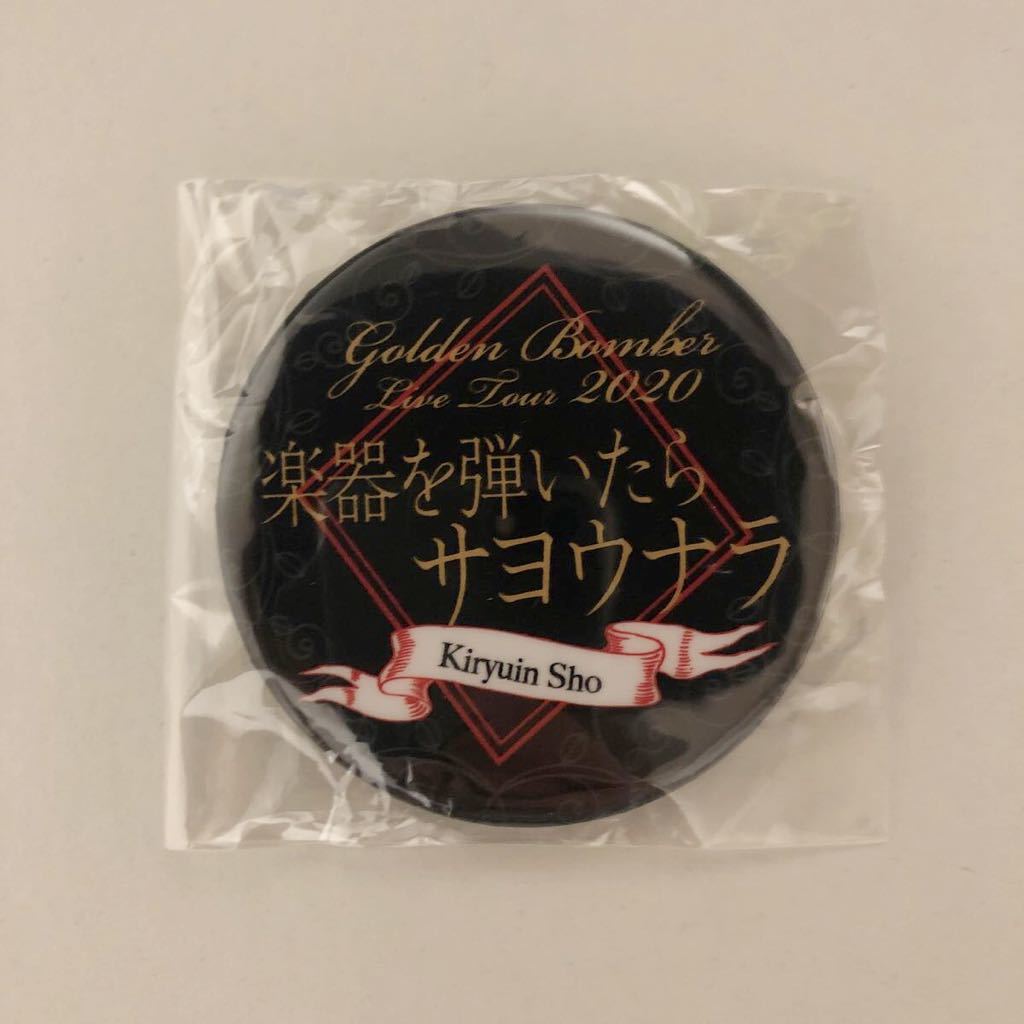 Golden Bomber
Live Tour 2020
楽器を弾いたら
サヨウナラ
Kiryuin Sho